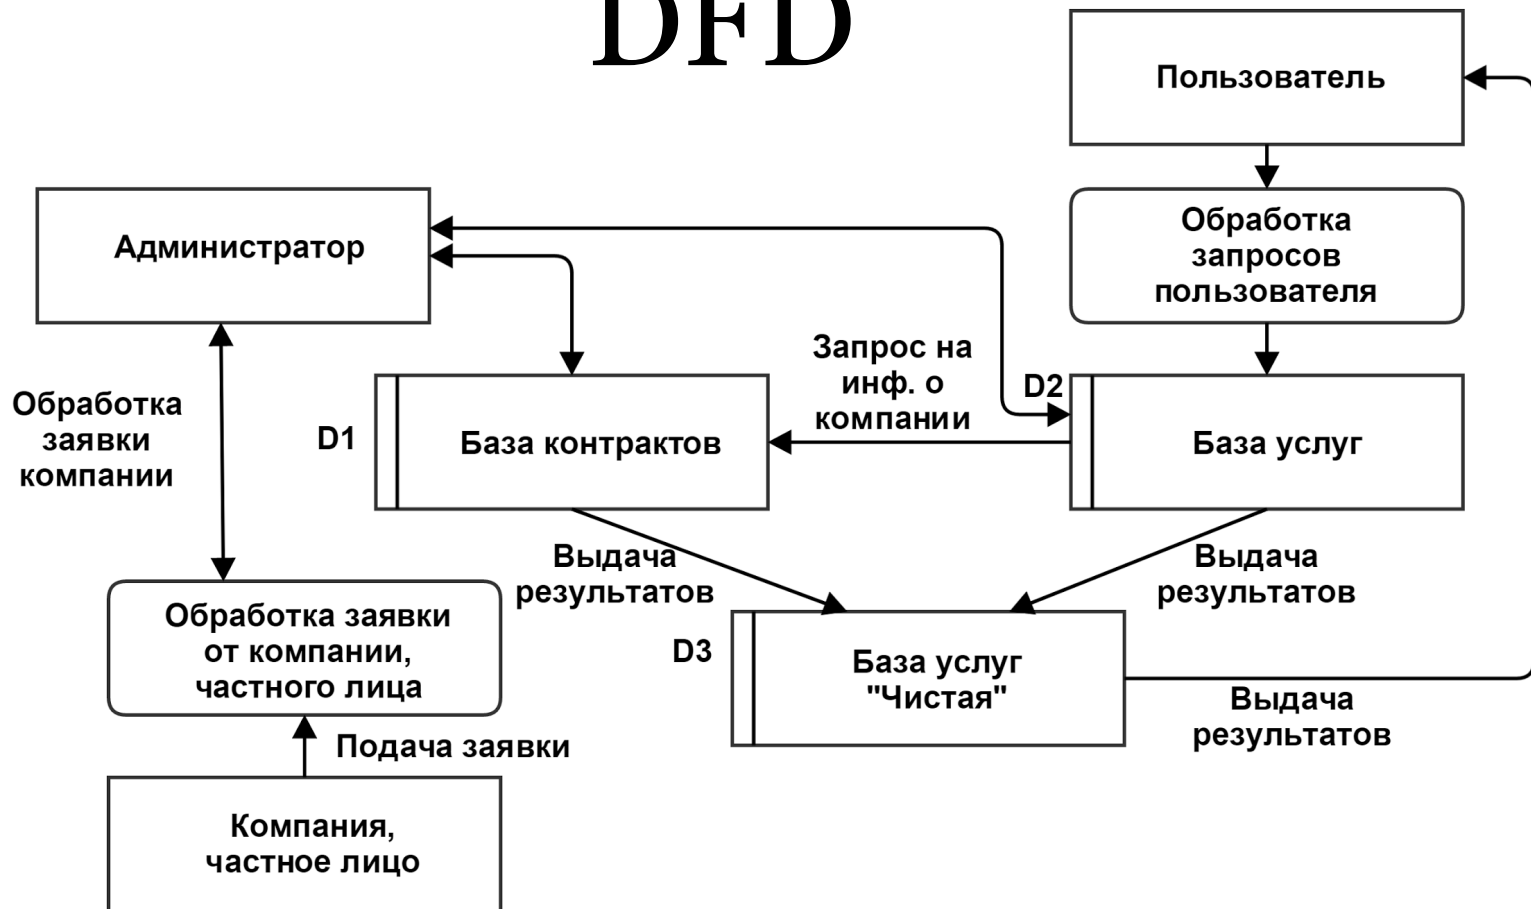 DFD
Пользователь
Обработка
запросов
пользователя
Администратор
Запрос на
инф. о
компании
D2
Обработка
заявки
компании
D1
База контрактов
База услуг
Выдача
результатов
Выдача
результатов
Обработка заявки
от компании,
частного лица
D3
База услуг
"Чистая"
Выдача
результатов
Подача заявки
Компания,
частное лицо